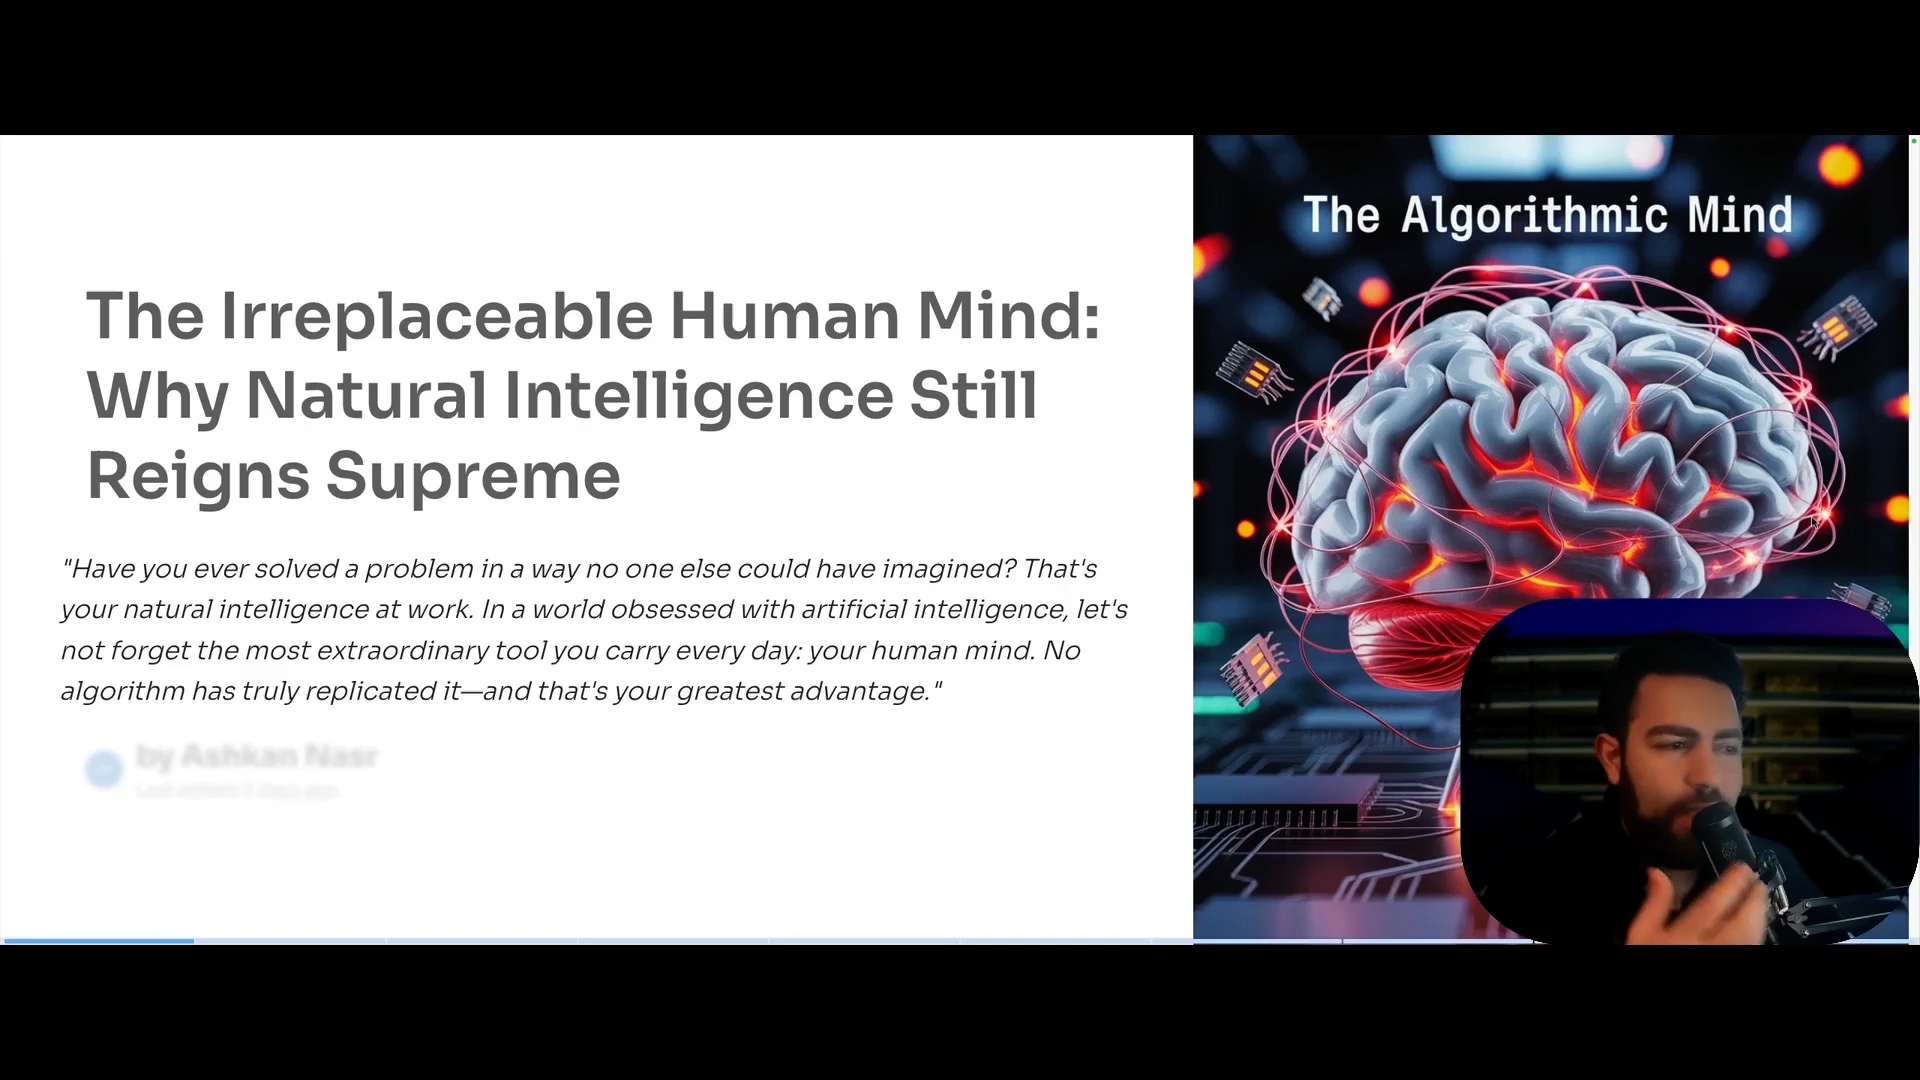 The Irreplaceable Human Mind:
Why Natural Intelligence Still
Reigns Supreme
"Have you ever solved a problem in a way no one else could have imagined? That's
your natural intelligence at work. In a world obsessed with artificial intelligence, let's
not forget the most extraordinary tool you carry every day: your human mind. No
algorithm has truly replicated it—and that's your greatest advantage."
by Ashkan Nasr
The Algorithmic Mind